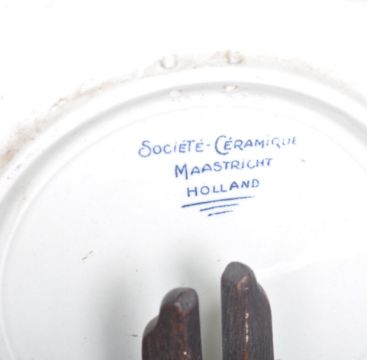 SOCIÉTÉ-CÉRAMIQUE
MAASTRICHT
HOLLAND